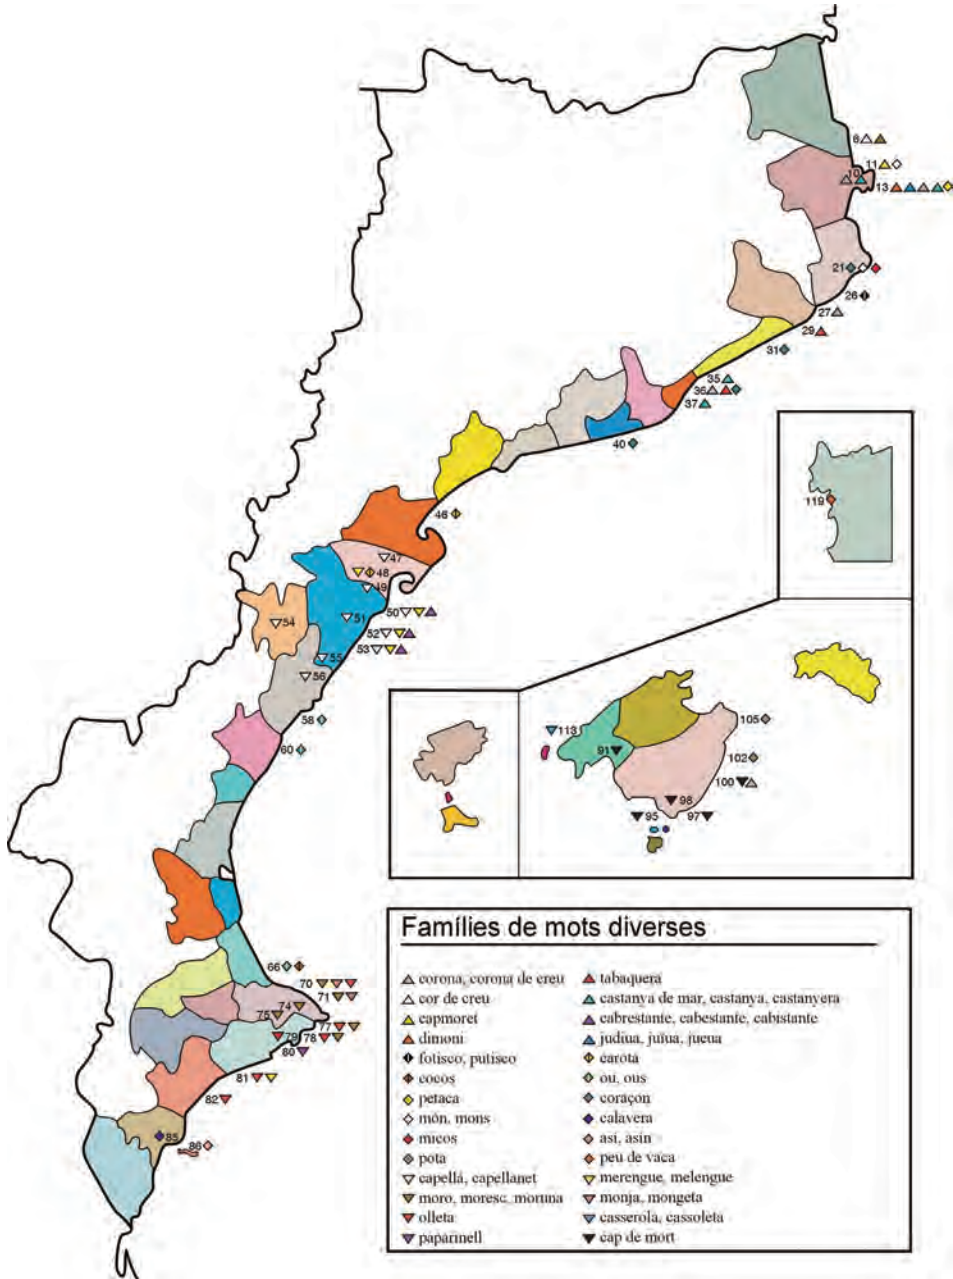 6
11
10
13
21
26
27
29
31
35
36
37
40
119
46
47
48
49
50
51
54
52
53
55
56
58
113
105
60
91
102
100
98
95
97
Famílies de mots diverses
corona, corona de creu
cor de creu
capmoret
dimoni
fotisco, putisco
cocos
petaca
món, mons
micos
pota
capellà, capellanet
moro, moresc, moruna
olleta
paparinell
tabaquera
castanya de mar, castanya, castanyera
cabrestante, cabestante, cabistante
judiua, juïua, jueua
carota
ou, ous
coraçon
calavera
asi, asin
peu de vaca
merengue, melengue
monja, mongeta
casserola, cassoleta
cap de mort
66
70
71
74
75
77
79
78
80
81
82
85
86